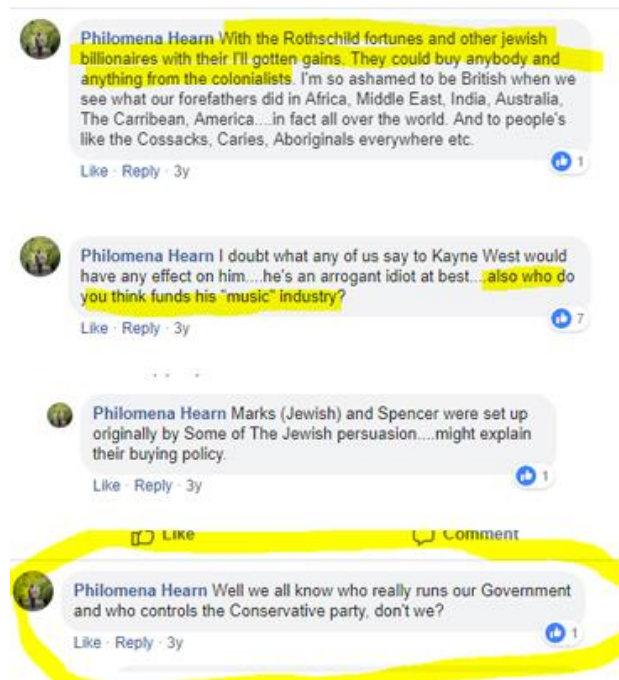 Philomena Hearn With the Rothschild fortunes and other jewish
billionaires with their I'll gotten gains. They could buy anybody and
anything from the colonialists. I'm so ashamed to be British when we
see what our forefathers did in Africa, Middle East, India, Australia,
The Carribean, America....in fact all over the world. And to people's
like the Cossacks, Caries, Aboriginals everywhere etc.
Like · Reply · 3y
1
Philomena Hearn I doubt what any of us say to Kayne West would
have any effect on him....he's an arrogant idiot at best....also who do
you think funds his "music" industry?
Like · Reply · 3y
7
Philomena Hearn Marks (Jewish) and Spencer were set up
originally by Some of The Jewish persuasion....might explain
their buying policy.
Like · Reply · 3y
1
Like Comment
Philomena Hearn Well we all know who really runs our Government
and who controls the Conservative party, don't we?
Like · Reply · 3y
1